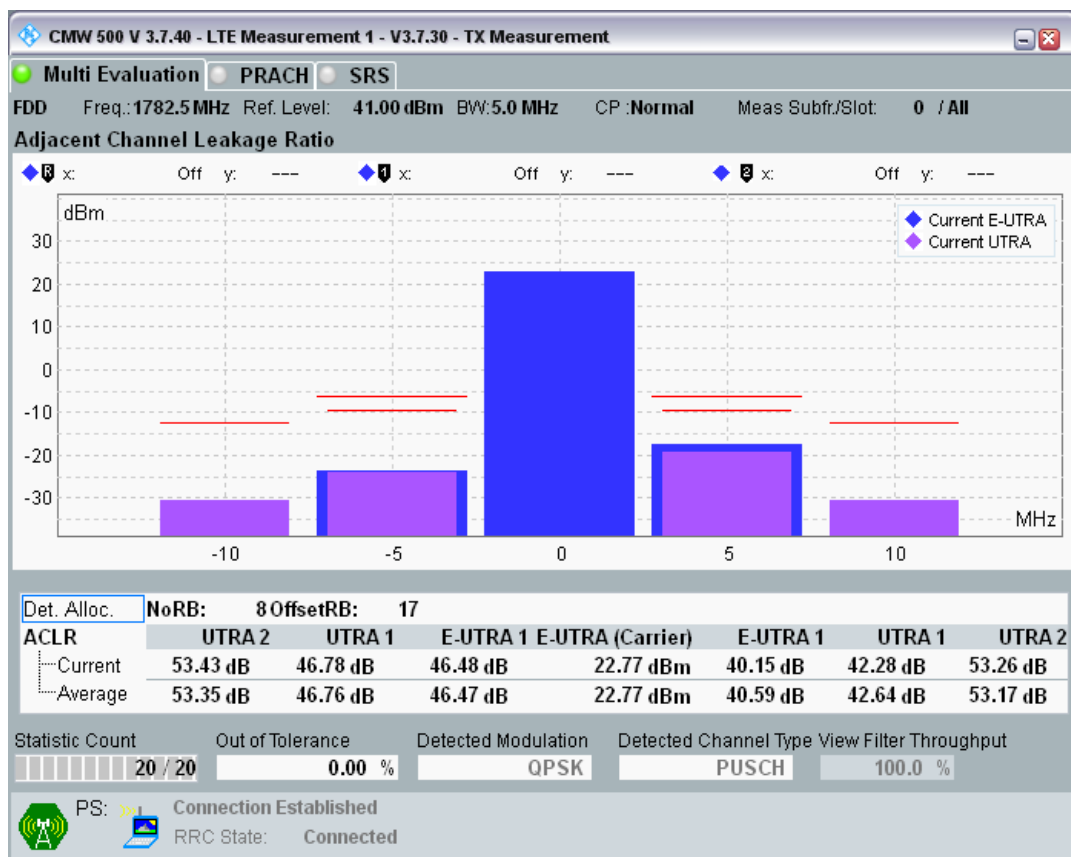 CMW 500 V 3.7.40 - LTE Measurement 1 - V3.7.30 - TX Measurement
Multi Evaluation PRACH SRS
FDD Freq.:1782.5 MHz Ref. Level: 41.00 dBm BW:5.0 MHz CP :Normal Meas Subfr./Slot: 0 / All
Adjacent Channel Leakage Ratio
R x: Off y: --- 1 x: Off y: --- 2 x: Off y: ---
dBm
Current E-UTRA
Current UTRA
30
20
10
0
-10
-20
-30
MHz
-10 -5 0 5 10
Det. Alloc. NoRB: 8 OffsetRB: 17
ACLR UTRA 2 UTRA 1 E-UTRA 1 E-UTRA (Carrier) E-UTRA 1 UTRA 1 UTRA 2
Current 53.43 dB 46.78 dB 46.48 dB 22.77 dBm 40.15 dB 42.28 dB 53.26 dB
Average 53.35 dB 46.76 dB 46.47 dB 22.77 dBm 40.59 dB 42.64 dB 53.17 dB
Statistic Count Out of Tolerance Detected Modulation Detected Channel Type View Filter Throughput
20 / 20 0.00 % QPSK PUSCH 100.0 %
PS: Connection Established
RRC State: Connected